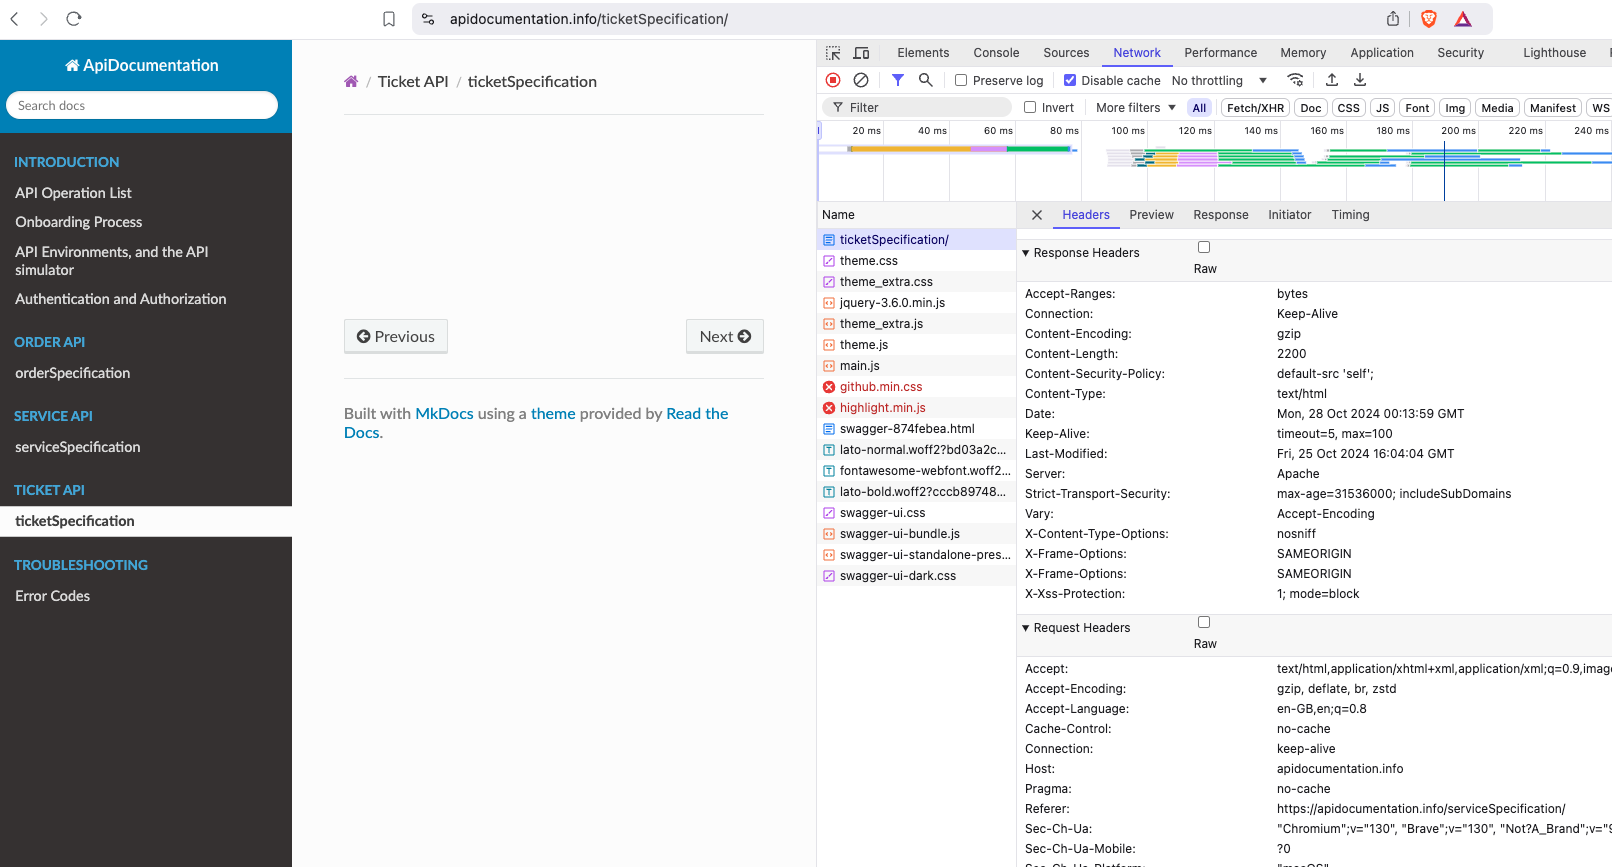 apidocumentation.info/ticketSpecification/
ApiDocumentation
Search docs
INTRODUCTION
API Operation List
Onboarding Process
API Environments, and the API
simulator
Authentication and Authorization
ORDER API
orderSpecification
SERVICE API
serviceSpecification
TICKET API
ticketSpecification
TROUBLESHOOTING
Error Codes
/ Ticket API / ticketSpecification
Previous
Next
Built with MkDocs using a theme provided by Read the
Docs.
Elements Console Sources Network Performance Memory Application Security Lighthouse
Preserve log Disable cache No throttling
Filter Invert More filters All Fetch/XHR Doc CSS JS Font Img Media Manifest WS
20 ms 40 ms 60 ms 80 ms 100 ms 120 ms 140 ms 160 ms 180 ms 200 ms 220 ms 240 ms
Name
ticketSpecification/
theme.css
theme_extra.css
jquery-3.6.0.min.js
theme_extra.js
theme.js
main.js
github.min.css
highlight.min.js
swagger-874febea.html
lato-normal.woff2?bd03a2c...
fontawesome-webfont.woff2...
lato-bold.woff2?cccb89748...
swagger-ui.css
swagger-ui-bundle.js
swagger-ui-standalone-pres...
swagger-ui-dark.css
Headers Preview Response Initiator Timing
Response Headers
Raw
Accept-Ranges: bytes
Connection: Keep-Alive
Content-Encoding: gzip
Content-Length: 2200
Content-Security-Policy: default-src 'self';
Content-Type: text/html
Date: Mon, 28 Oct 2024 00:13:59 GMT
Keep-Alive: timeout=5, max=100
Last-Modified: Fri, 25 Oct 2024 16:04:04 GMT
Server: Apache
Strict-Transport-Security: max-age=31536000; includeSubDomains
Vary: Accept-Encoding
X-Content-Type-Options: nosniff
X-Frame-Options: SAMEORIGIN
X-Frame-Options: SAMEORIGIN
X-Xss-Protection: 1; mode=block
Request Headers
Raw
Accept: text/html,application/xhtml+xml,application/xml;q=0.9,imag
Accept-Encoding: gzip, deflate, br, zstd
Accept-Language: en-GB,en;q=0.8
Cache-Control: no-cache
Connection: keep-alive
Host: apidocumentation.info
Pragma: no-cache
Referer: https://apidocumentation.info/serviceSpecification/
Sec-Ch-Ua: "Chromium";v="130", "Brave";v="130", "Not?A_Brand";v="9
Sec-Ch-Ua-Mobile: ?0
Sec-Ch-Ua-Platform: "macOS"